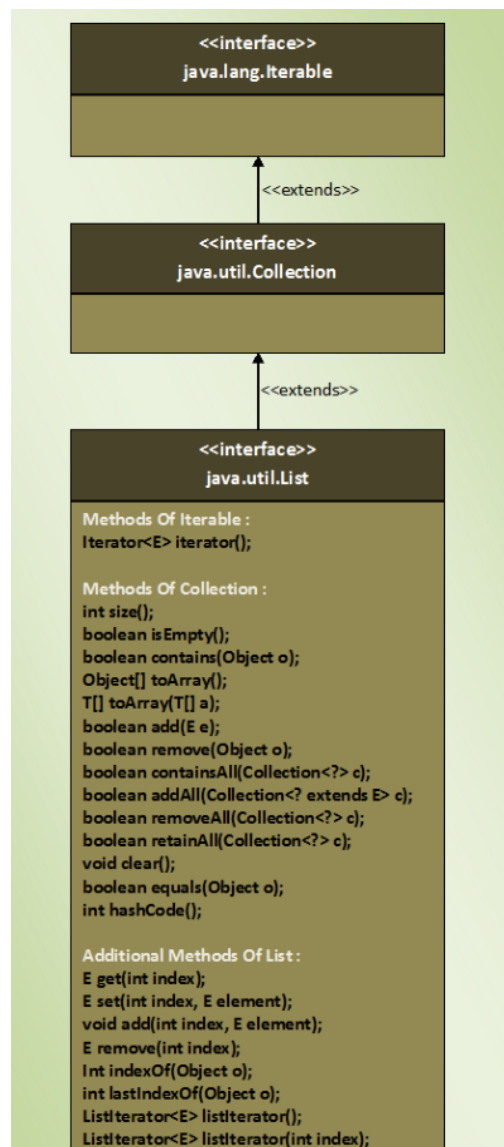 <<interface>>
java.lang.Iterable
<<extends>>
<<interface>>
java.util.Collection
<<extends>>
<<interface>>
java.util.List
Methods Of Iterable :
Iterator<E> iterator();
Methods Of Collection :
int size();
boolean isEmpty();
boolean contains(Object o);
Object[] toArray();
T[] toArray(T[] a);
boolean add(E e);
boolean remove(Object o);
boolean containsAll(Collection<?> c);
boolean addAll(Collection<? extends E> c);
boolean removeAll(Collection<?> c);
boolean retainAll(Collection<?> c);
void clear();
boolean equals(Object o);
int hashCode();
Additional Methods Of List :
E get(int index);
E set(int index, E element);
void add(int index, E element);
E remove(int index);
Int indexOf(Object o);
int lastIndexOf(Object o);
ListIterator<E> listIterator();
ListIterator<E> listIterator(int index);